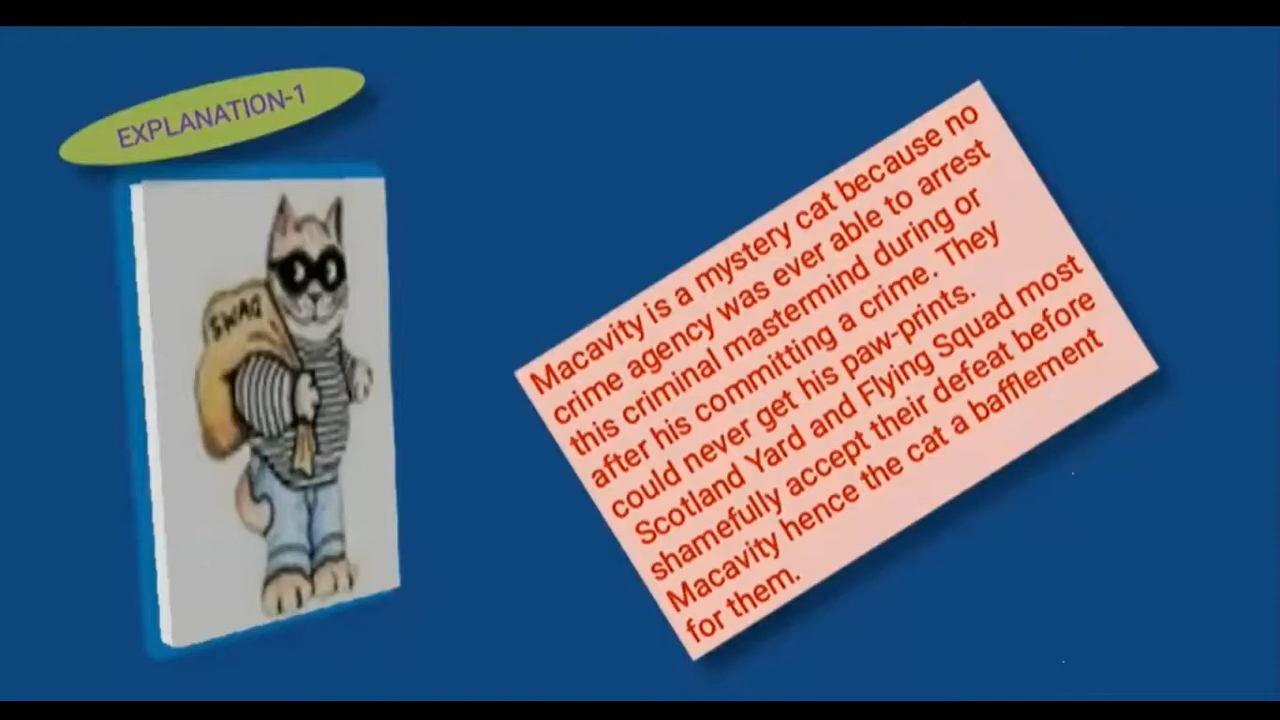 EXPLANATION-1
SWAG
Macavity is a mystery cat because no
crime agency was ever able to arrest
this criminal mastermind during or
after his committing a crime. They
could never get his paw-prints.
Scotland Yard and Flying Squad most
shamefully accept their defeat before
Macavity hence the cat a bafflement
for them.